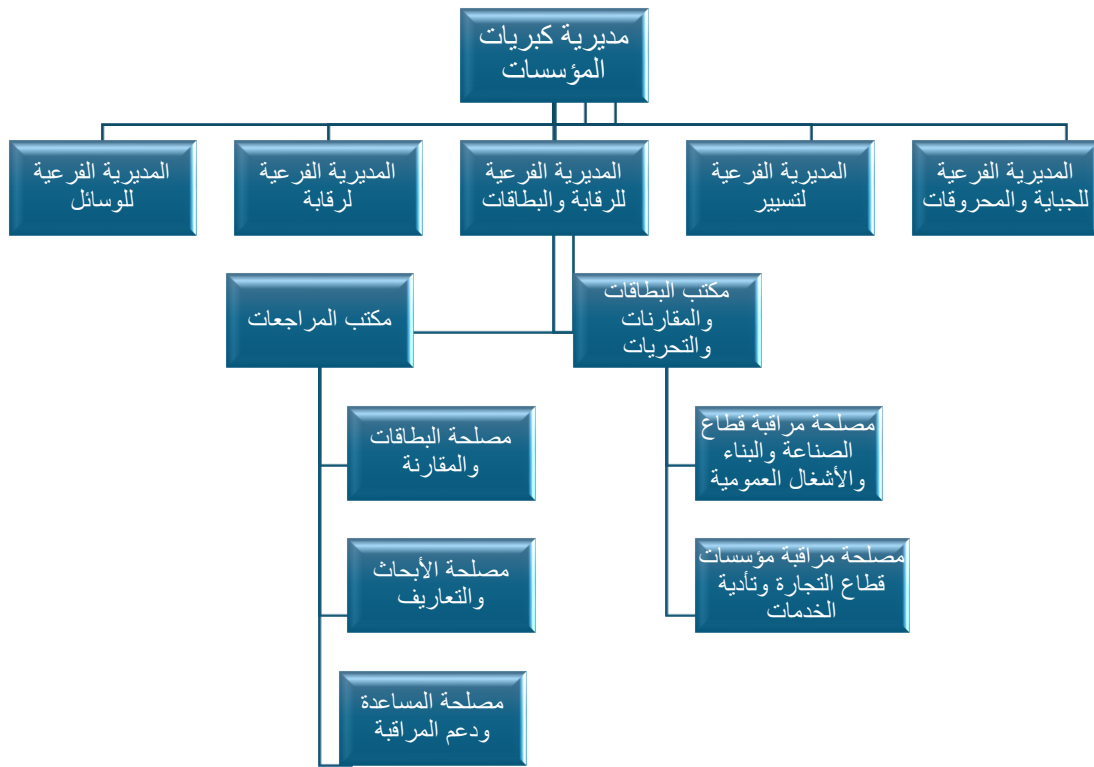 مديرية كبريات
المؤسسات
المديرية الفرعية
للجباية والمحروقات
المديرية الفرعية
لتسيير
المديرية الفرعية
للرقابة والبطاقات
المديرية الفرعية
لرقابة
المديرية الفرعية
للوسائل
مكتب البطاقات
والمقارنات
والتحريات
مكتب المراجعات
مصلحة مراقبة قطاع
الصناعة والبناء
والأشغال العمومية
مصلحة مراقبة مؤسسات
قطاع التجارة وتأدية
الخدمات
مصلحة البطاقات
والمقارنة
مصلحة الأبحاث
والتعاريف
مصلحة المساعدة
ودعم المراقبة